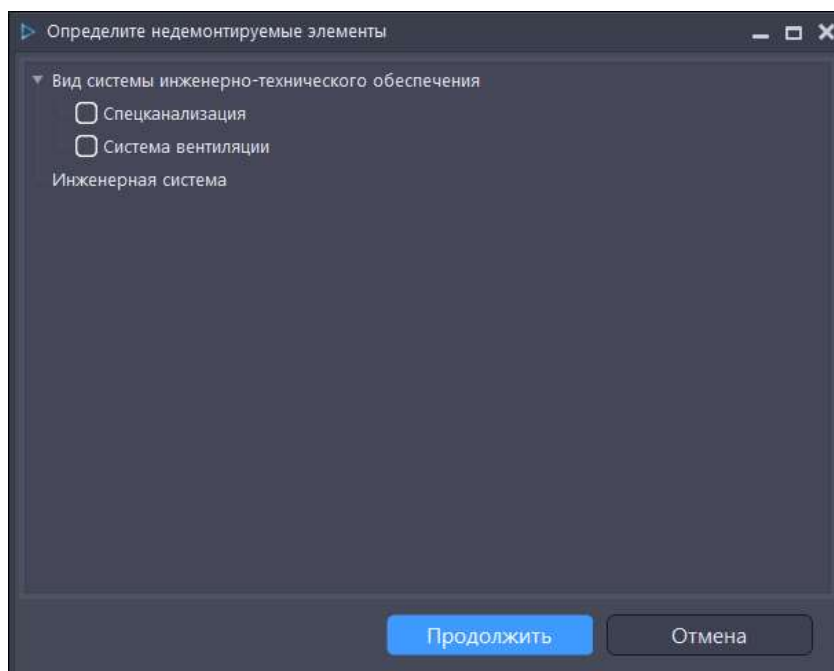 Определите недемонтируемые элементы
Вид системы инженерно-технического обеспечения
Спецканализация
Система вентиляции
Инженерная система
Продолжить
Отмена